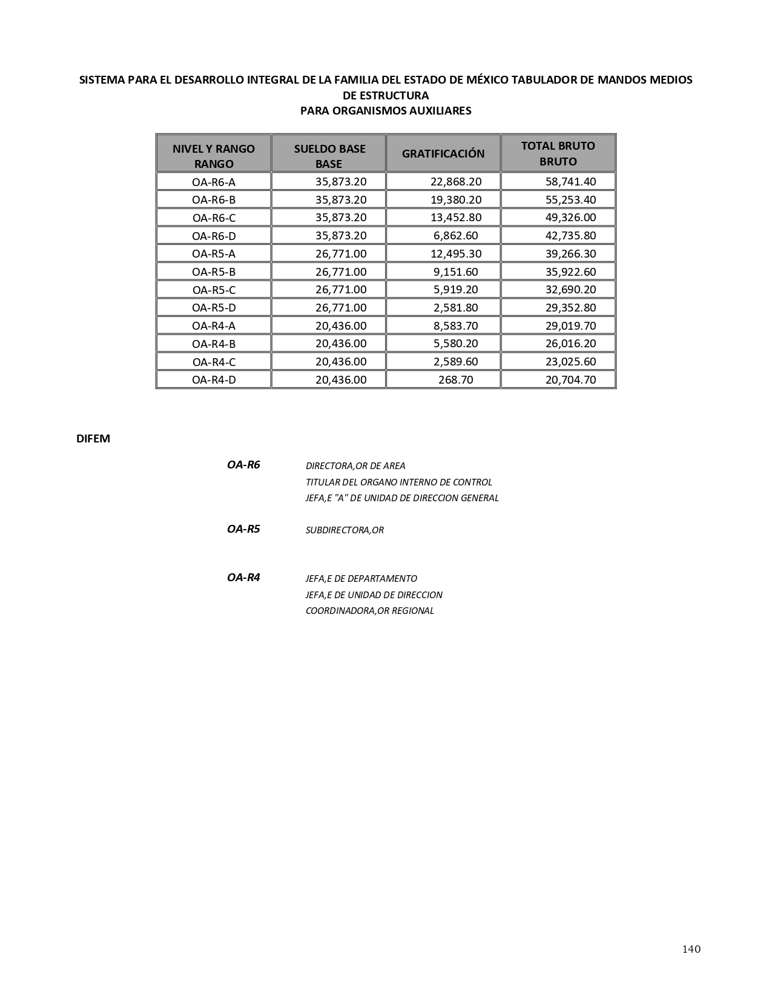 SISTEMA PARA EL DESARROLLO INTEGRAL DE LA FAMILIA DEL ESTADO DE MÉXICO TABULADOR DE MANDOS MEDIOS
DE ESTRUCTURA
PARA ORGANISMOS AUXILIARES
NIVEL Y RANGO RANGO SUELDO BASE BASE GRATIFICACIÓN TOTAL BRUTO BRUTO
OA-R6-A 35,873.20 22,868.20 58,741.40
OA-R6-B 35,873.20 19,380.20 55,253.40
OA-R6-C 35,873.20 13,452.80 49,326.00
OA-R6-D 35,873.20 6,862.60 42,735.80
OA-R5-A 26,771.00 12,495.30 39,266.30
OA-R5-B 26,771.00 9,151.60 35,922.60
OA-R5-C 26,771.00 5,919.20 32,690.20
OA-R5-D 26,771.00 2,581.80 29,352.80
OA-R4-A 20,436.00 8,583.70 29,019.70
OA-R4-B 20,436.00 5,580.20 26,016.20
OA-R4-C 20,436.00 2,589.60 23,025.60
OA-R4-D 20,436.00 268.70 20,704.70
DIFEM
OA-R6 DIRECTORA,OR DE AREA
TITULAR DEL ORGANO INTERNO DE CONTROL
JEFA,E "A" DE UNIDAD DE DIRECCION GENERAL
OA-R5 SUBDIRECTORA,OR
OA-R4 JEFA,E DE DEPARTAMENTO
JEFA,E DE UNIDAD DE DIRECCION
COORDINADORA,OR REGIONAL
140